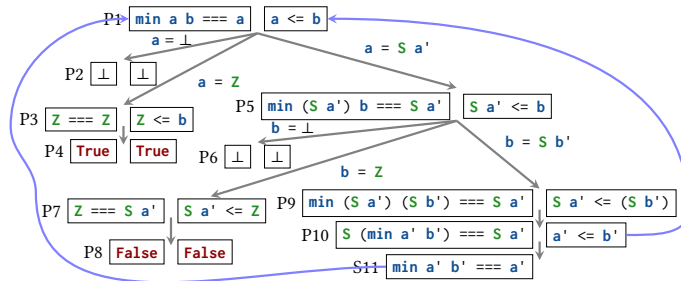 P1 min a b === a a <= b
a = ⊥
a = S a'
P2 ⊥ ⊥
a = Z
P5 min (S a') b === S a' S a' <= b
P3 Z === Z Z <= b
b = ⊥
P4 True True
b = S b'
P6 ⊥ ⊥
b = Z
P9 min (S a') (S b') === S a' S a' <= (S b')
P7 Z === S a' S a' <= Z
P10 S (min a' b') === S a' a' <= b'
P8 False False
S11 min a' b' === a'